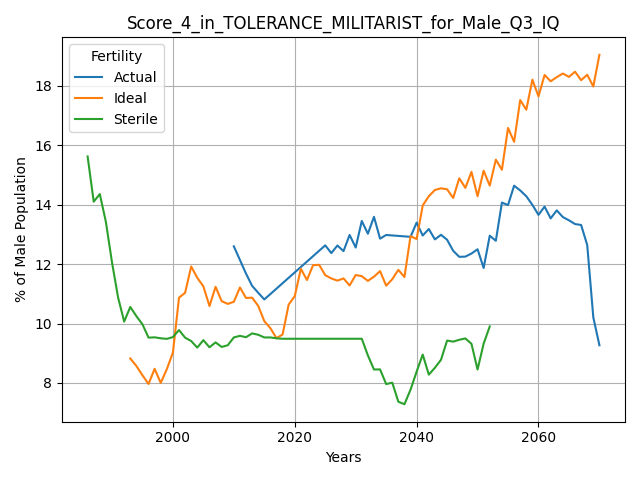 Score_4_in_TOLERANCE_MILITARIST_for_Male_Q3_IQ
Fertility
Actual
Ideal
Sterile
% of Male Population
18
16
14
12
10
8
2000
2020
2040
2060
Years